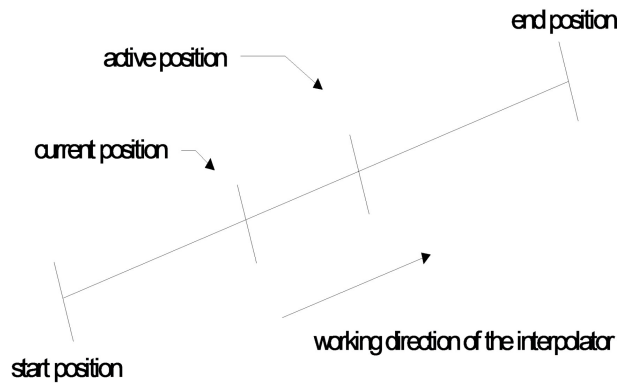 end position
active position
current position
working direction of the interpolator
start position